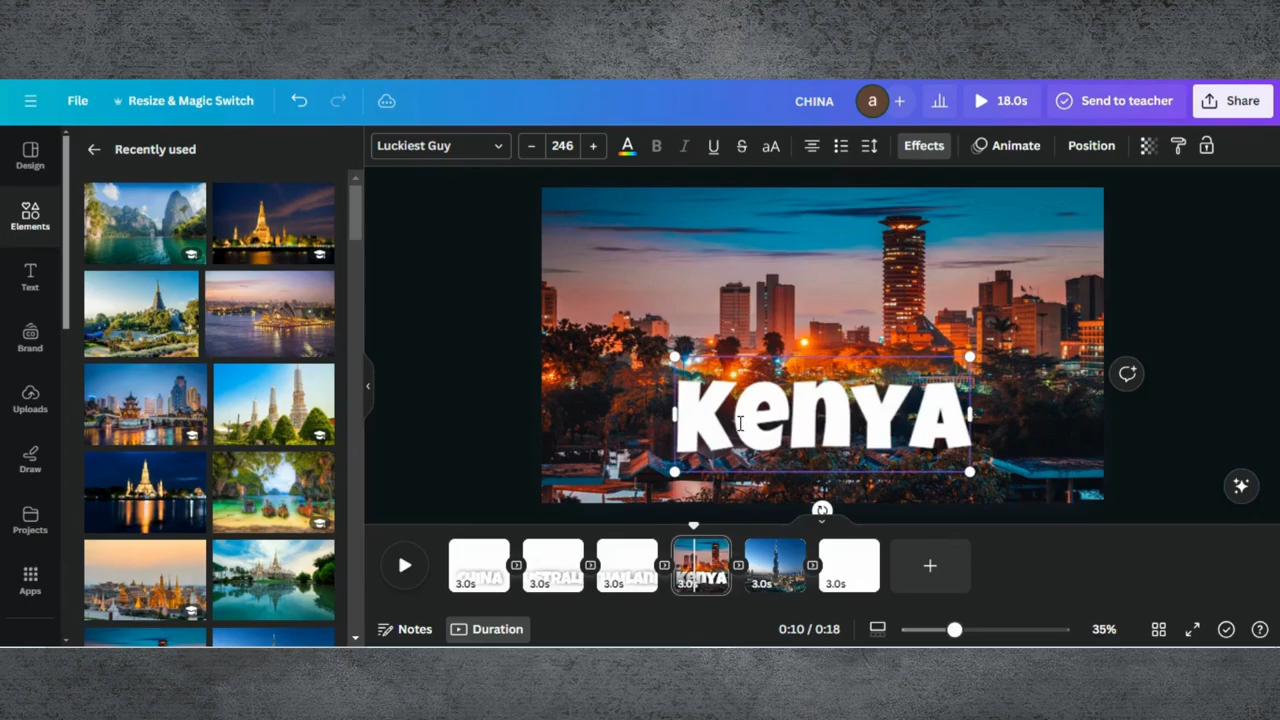 File
Resize & Magic Switch
CHINA
a
18.0s
Send to teacher
Share
Design
Elements
Text
Brand
Uploads
Draw
Projects
Apps
Recently used
Luckiest Guy
– 246 +
A B I U S aA
Effects
Animate
Position
KenYA
3.0s
3.0s
3.0s
KenYA
3.0s
3.0s
3.0s
Notes
Duration
0:10 / 0:18
35%